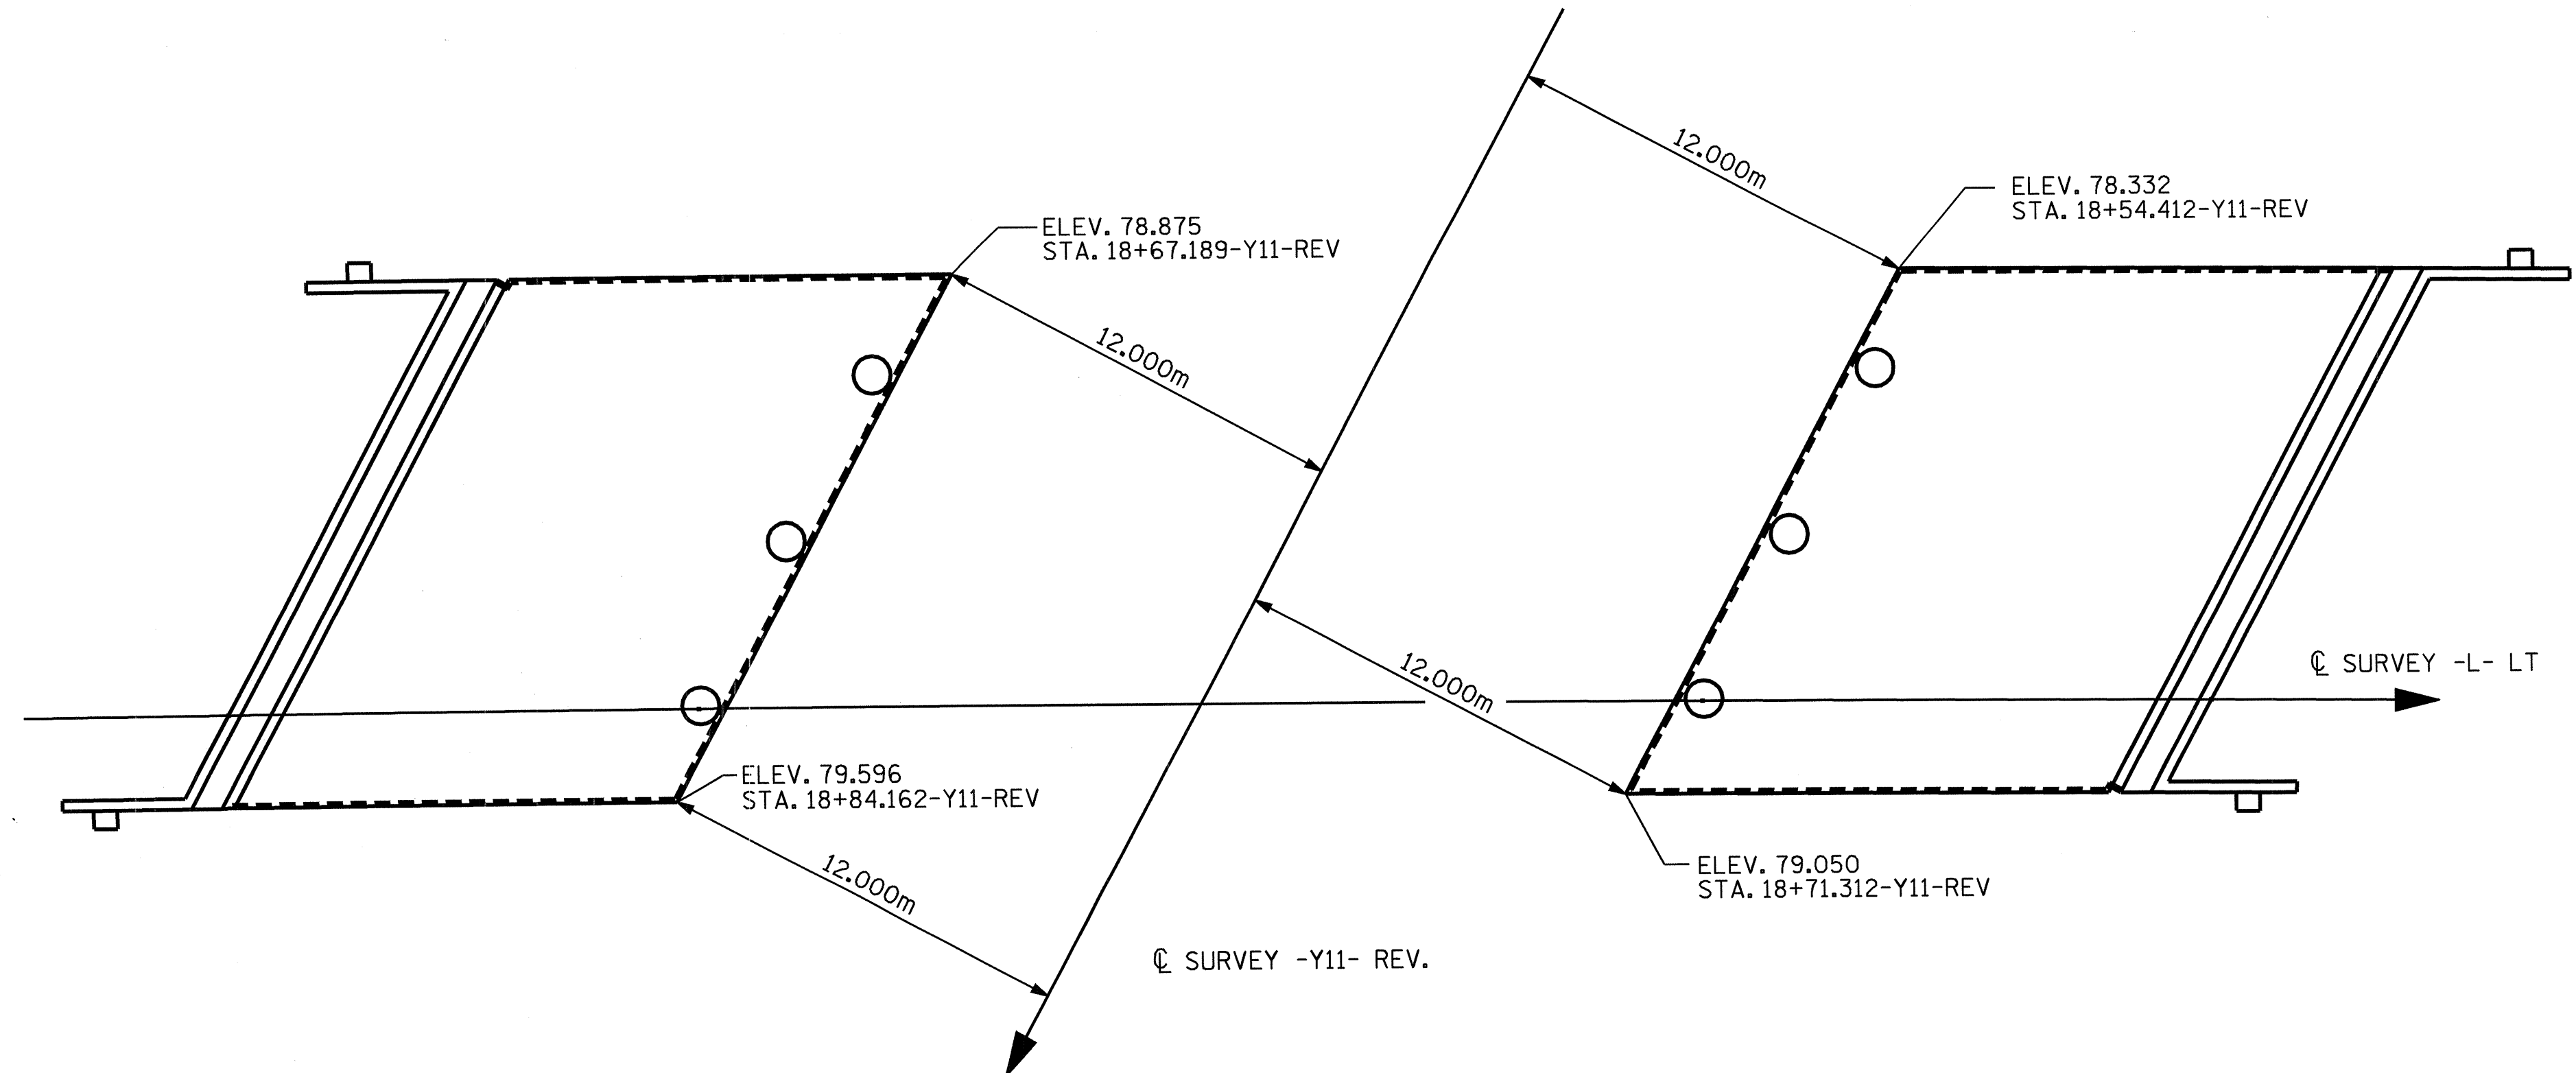 12.000m
ELEV. 78.332
STA. 18+54.412-Y11-REV
ELEV. 78.875
STA. 18+67.189-Y11-REV
12.000m
℄ SURVEY -L- LT
12.000m
ELEV. 79.596
STA. 18+84.162-Y11-REV
12.000m
ELEV. 79.050
STA. 18+71.312-Y11-REV
℄ SURVEY -Y11- REV.